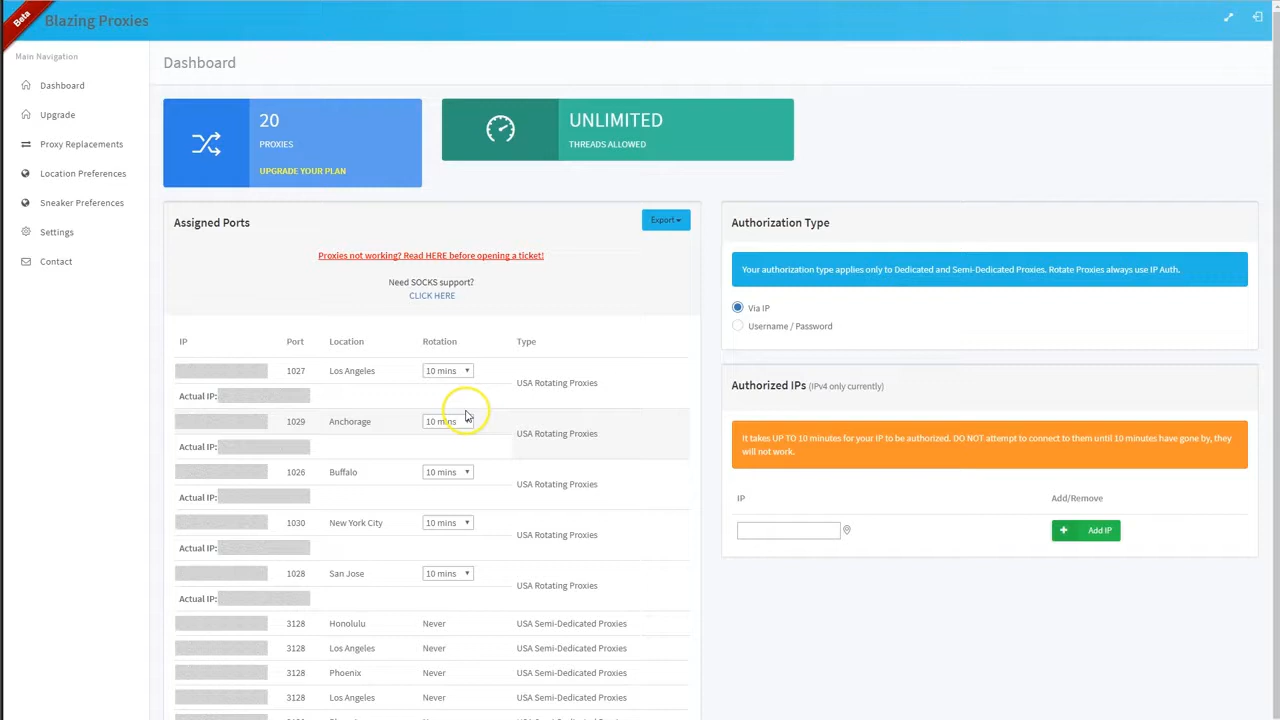 Beta
Blazing Proxies
Main Navigation
Dashboard
Upgrade
Proxy Replacements
Location Preferences
Sneaker Preferences
Settings
Contact
Dashboard
20
PROXIES
UPGRADE YOUR PLAN
UNLIMITED
THREADS ALLOWED
Assigned Ports
Export
Proxies not working? Read HERE before opening a ticket!
Need SOCKS support?
CLICK HERE
IP Port Location Rotation Type
1027 Los Angeles 10 mins
USA Rotating Proxies
Actual IP:
1029 Anchorage 10 mins
USA Rotating Proxies
Actual IP:
1026 Buffalo 10 mins
USA Rotating Proxies
Actual IP:
1030 New York City 10 mins
USA Rotating Proxies
Actual IP:
1028 San Jose 10 mins
USA Rotating Proxies
Actual IP:
3128 Honolulu Never USA Semi-Dedicated Proxies
3128 Los Angeles Never USA Semi-Dedicated Proxies
3128 Phoenix Never USA Semi-Dedicated Proxies
3128 Los Angeles Never USA Semi-Dedicated Proxies
Authorization Type
Your authorization type applies only to Dedicated and Semi-Dedicated Proxies. Rotate Proxies always use IP Auth.
Via IP
Username / Password
Authorized IPs (IPv4 only currently)
It takes UP TO 10 minutes for your IP to be authorized. DO NOT attempt to connect to them until 10 minutes have gone by, they
will not work.
IP Add/Remove
Add IP